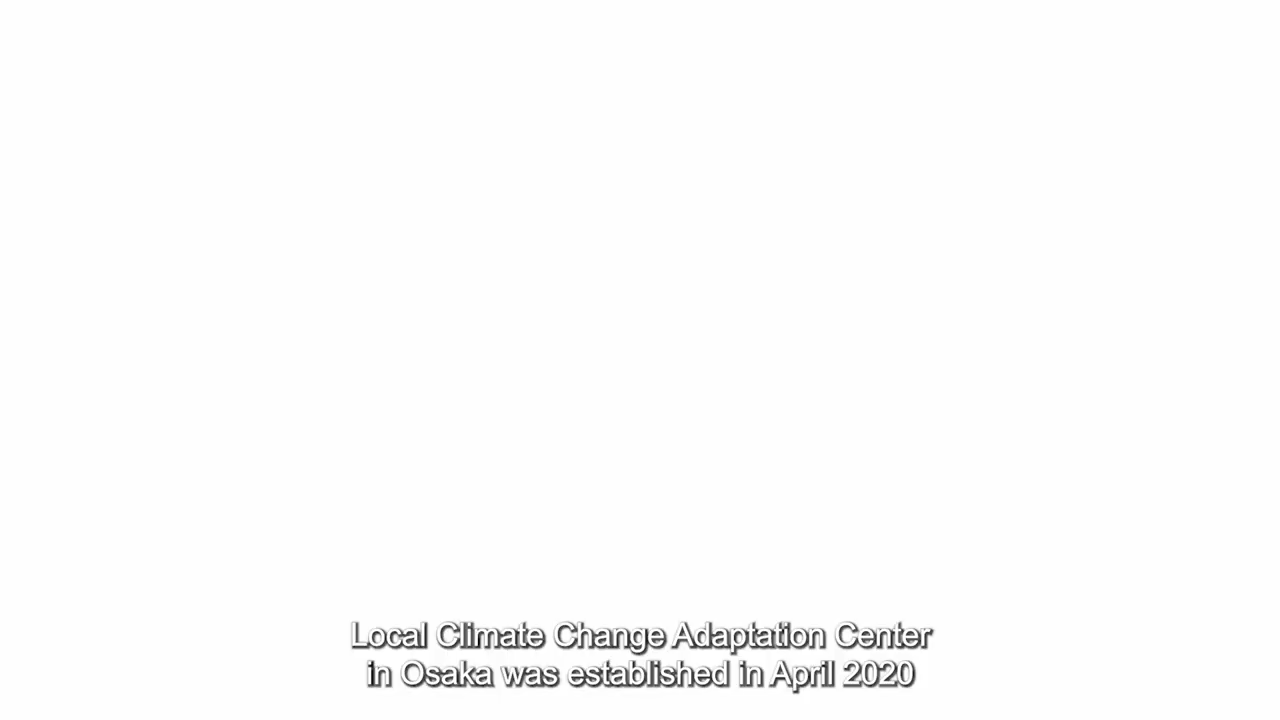 Local Climate Change Adaptation Center
in Osaka was established in April 2020